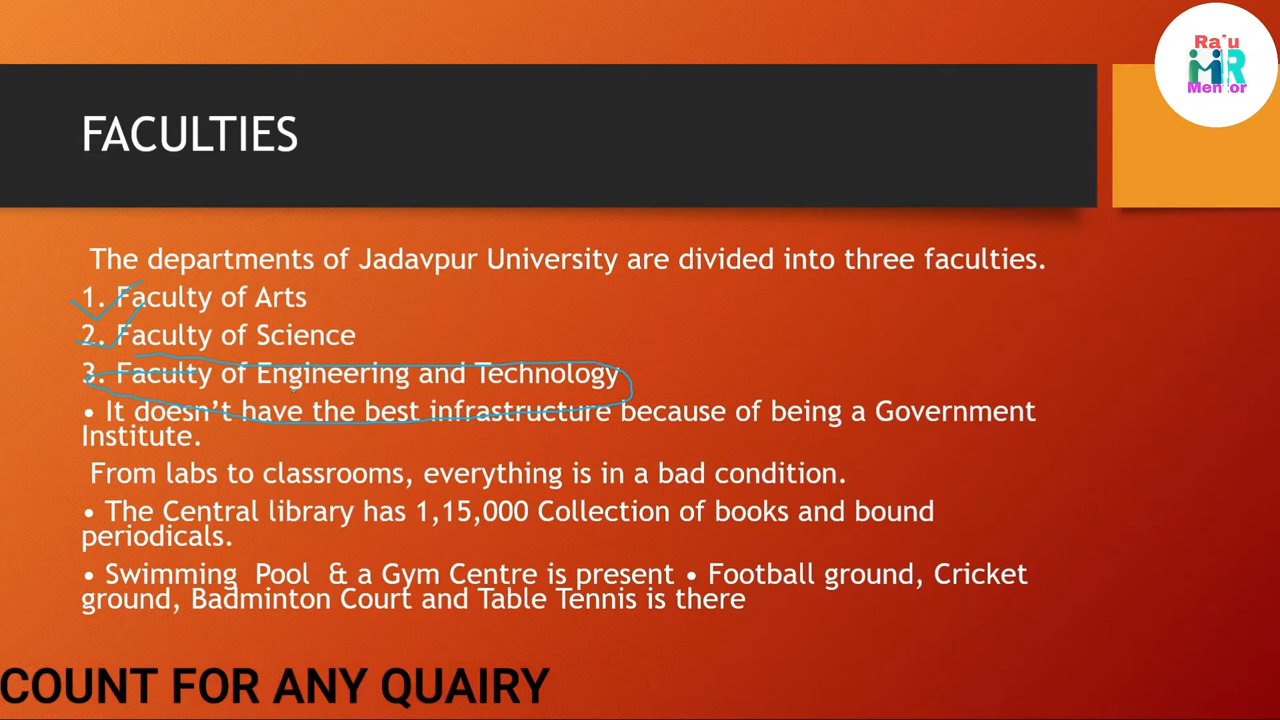 Raju
MR
Mentor
FACULTIES
The departments of Jadavpur University are divided into three faculties.
1. Faculty of Arts
2. Faculty of Science
3. Faculty of Engineering and Technology
• It doesn’t have the best infrastructure because of being a Government
Institute.
From labs to classrooms, everything is in a bad condition.
• The Central library has 1,15,000 Collection of books and bound
periodicals.
• Swimming Pool & a Gym Centre is present • Football ground, Cricket
ground, Badminton Court and Table Tennis is there
COUNT FOR ANY QUAIRY